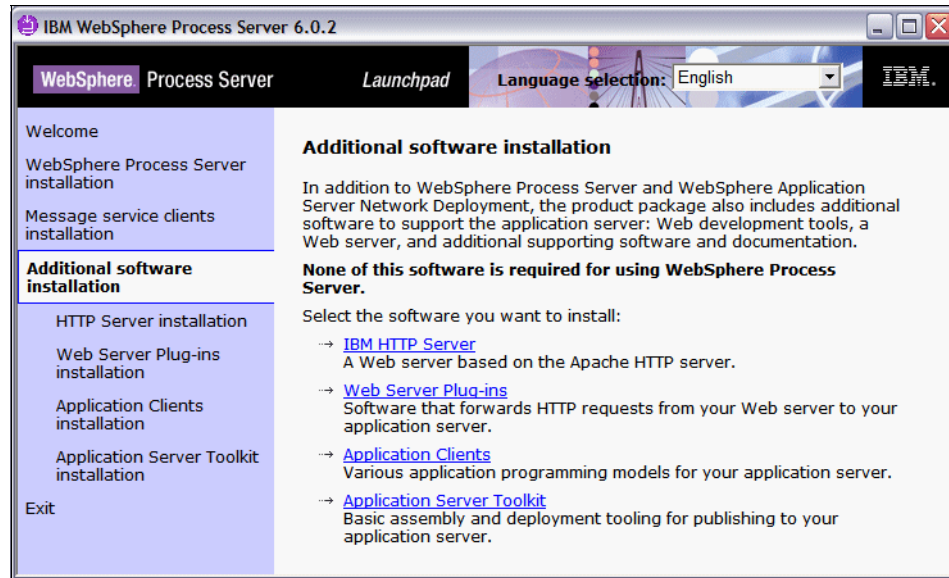 IBM WebSphere Process Server 6.0.2
WebSphere. Process Server
Launchpad
Language selection: English
IBM.
Welcome
WebSphere Process Server
installation
Message service clients
installation
Additional software
installation
HTTP Server installation
Web Server Plug-ins
installation
Application Clients
installation
Application Server Toolkit
installation
Exit
Additional software installation
In addition to WebSphere Process Server and WebSphere Application
Server Network Deployment, the product package also includes additional
software to support the application server: Web development tools, a
Web server, and additional supporting software and documentation.
None of this software is required for using WebSphere Process
Server.
Select the software you want to install:
IBM HTTP Server
A Web server based on the Apache HTTP server.
Web Server Plug-ins
Software that forwards HTTP requests from your Web server to your
application server.
Application Clients
Various application programming models for your application server.
Application Server Toolkit
Basic assembly and deployment tooling for publishing to your
application server.